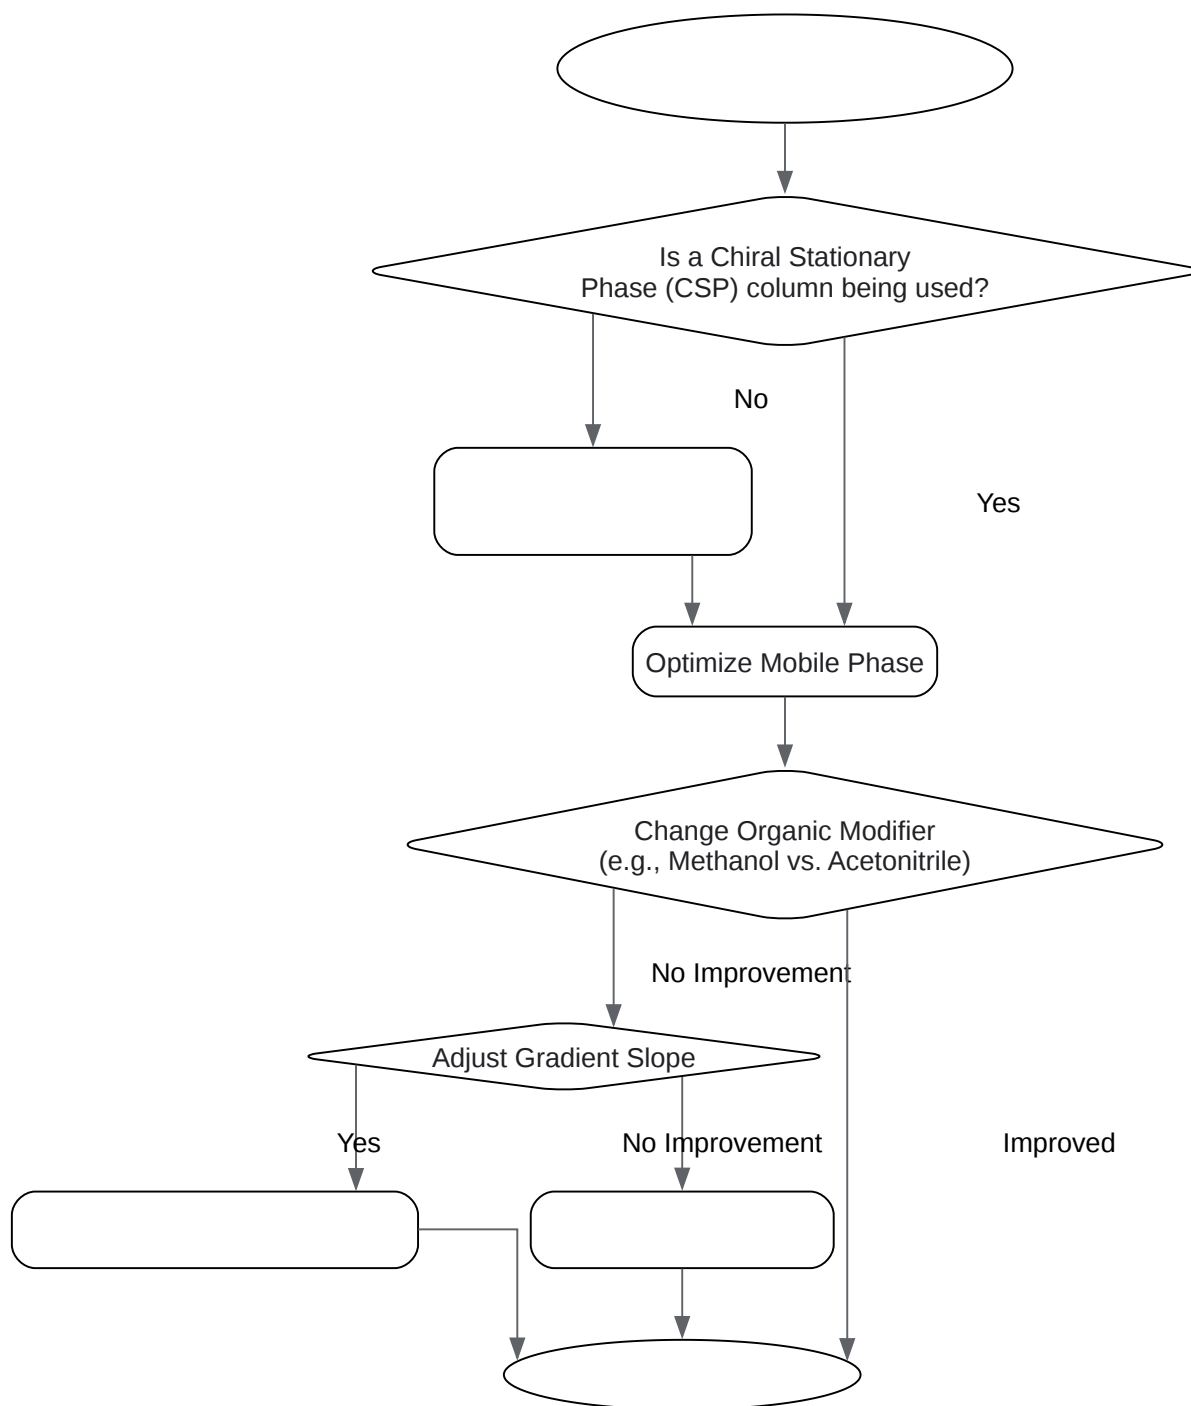 Is a Chiral Stationary
Phase (CSP) column being used?
No
Yes
Optimize Mobile Phase
Change Organic Modifier
(e.g., Methanol vs. Acetonitrile)
No Improvement
Adjust Gradient Slope
Yes
No Improvement
Improved